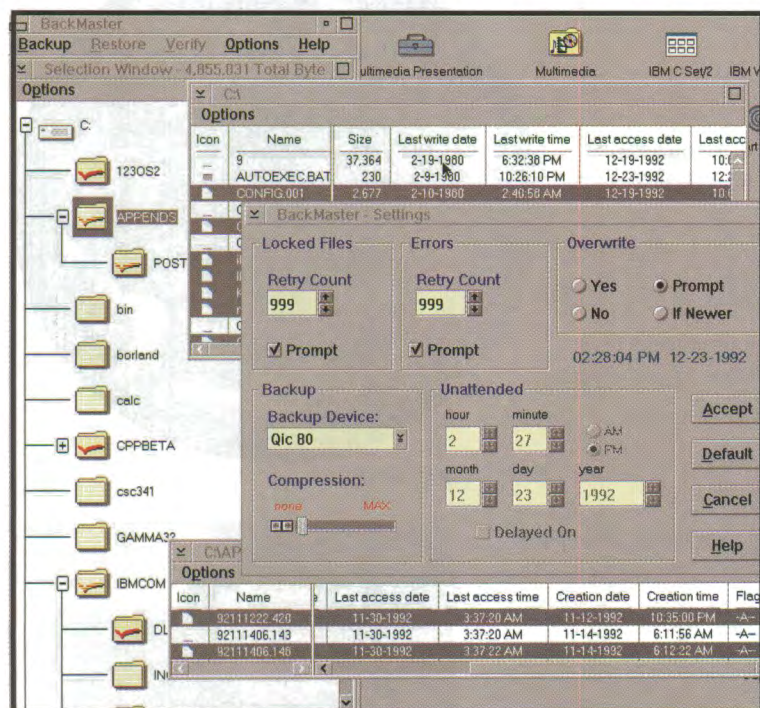 BackMaster
Backup Restore Verify Options Help
ultimedia Presentation
Multimedia
IBM C Set/2
IBM
Selection Window - 4,855,031 Total Byte
Options
C:
123OS2
APPENDS
POST
bin
borland
calc
CPPBETA
csc341
GAMMA32
IBMCOM
C:\
Options
Icon Name Size Last write date Last write time Last access date Last acc
9 37,364 2-19-1980 6:32:38 PM 12-19-1992
AUTOEXEC.BAT 230 2-9-1980 10:26:10 PM 12-23-1992
CONFIG.001 2,677 2-10-1980 2:40:58 AM 12-19-1992
BackMaster - Settings
Locked Files
Retry Count
999
Prompt
Errors
Retry Count
999
Prompt
Overwrite
Yes Prompt
No If Newer
02:28:04 PM 12-23-1992
Backup
Backup Device:
Qic 80
Compression:
none MAX
Unattended
hour minute
2 27
AM
PM
month day year
12 23 1992
Delayed On
Accept
Default
Cancel
Help
C:\AP
Options
Icon Name Last access date Last access time Creation date Creation time Flag
92111222.420 11-30-1992 3:37:20 AM 11-12-1992 10:35:00 PM -A--
92111406.143 11-30-1992 3:37:20 AM 11-14-1992 6:11:56 AM -A--
92111406.146 11-30-1992 3:37:22 AM 11-14-1992 6:12:22 AM -A--